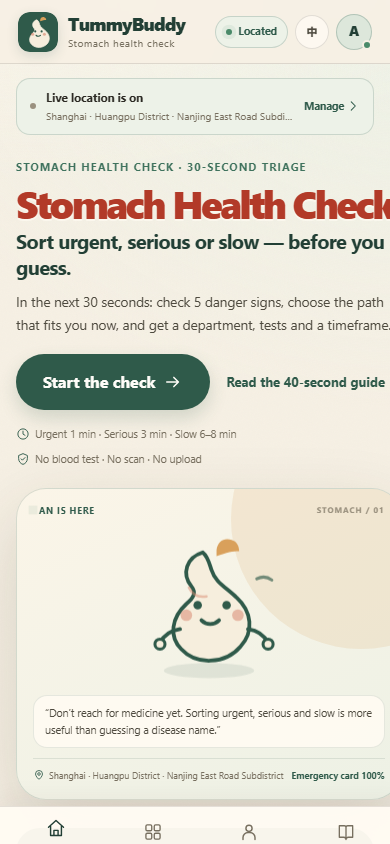 TummyBuddy
Stomach health check
Located
中
A
Live location is on
Shanghai · Huangpu District · Nanjing East Road Subdi...
Manage
STOMACH HEALTH CHECK · 30-SECOND TRIAGE
Stomach Health Check
Sort urgent, serious or slow — before you
guess.
In the next 30 seconds: check 5 danger signs, choose the path
that fits you now, and get a department, tests and a timeframe.
Start the check
Read the 40-second guide
Urgent 1 min · Serious 3 min · Slow 6–8 min
No blood test · No scan · No upload
AN IS HERE
STOMACH / 01
“Don’t reach for medicine yet. Sorting urgent, serious and slow is more
useful than guessing a disease name.”
Shanghai · Huangpu District · Nanjing East Road Subdistrict
Emergency card 100%